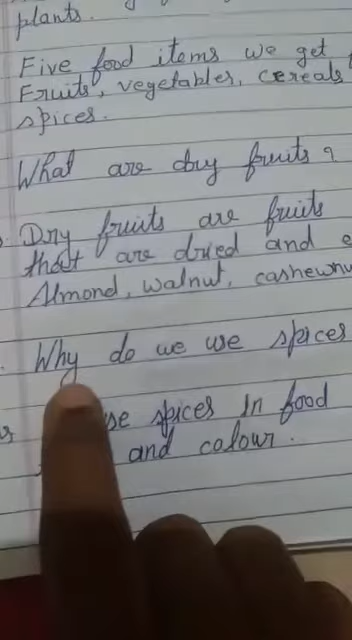 plants.
Five food items we get
Fruits, vegetables, cereals
spices.
What are dry fruits ?
Dry fruits are fruits
that are dried and
Almond, walnut, cashewnu
Why do we use spices
se spices in food
and colour.